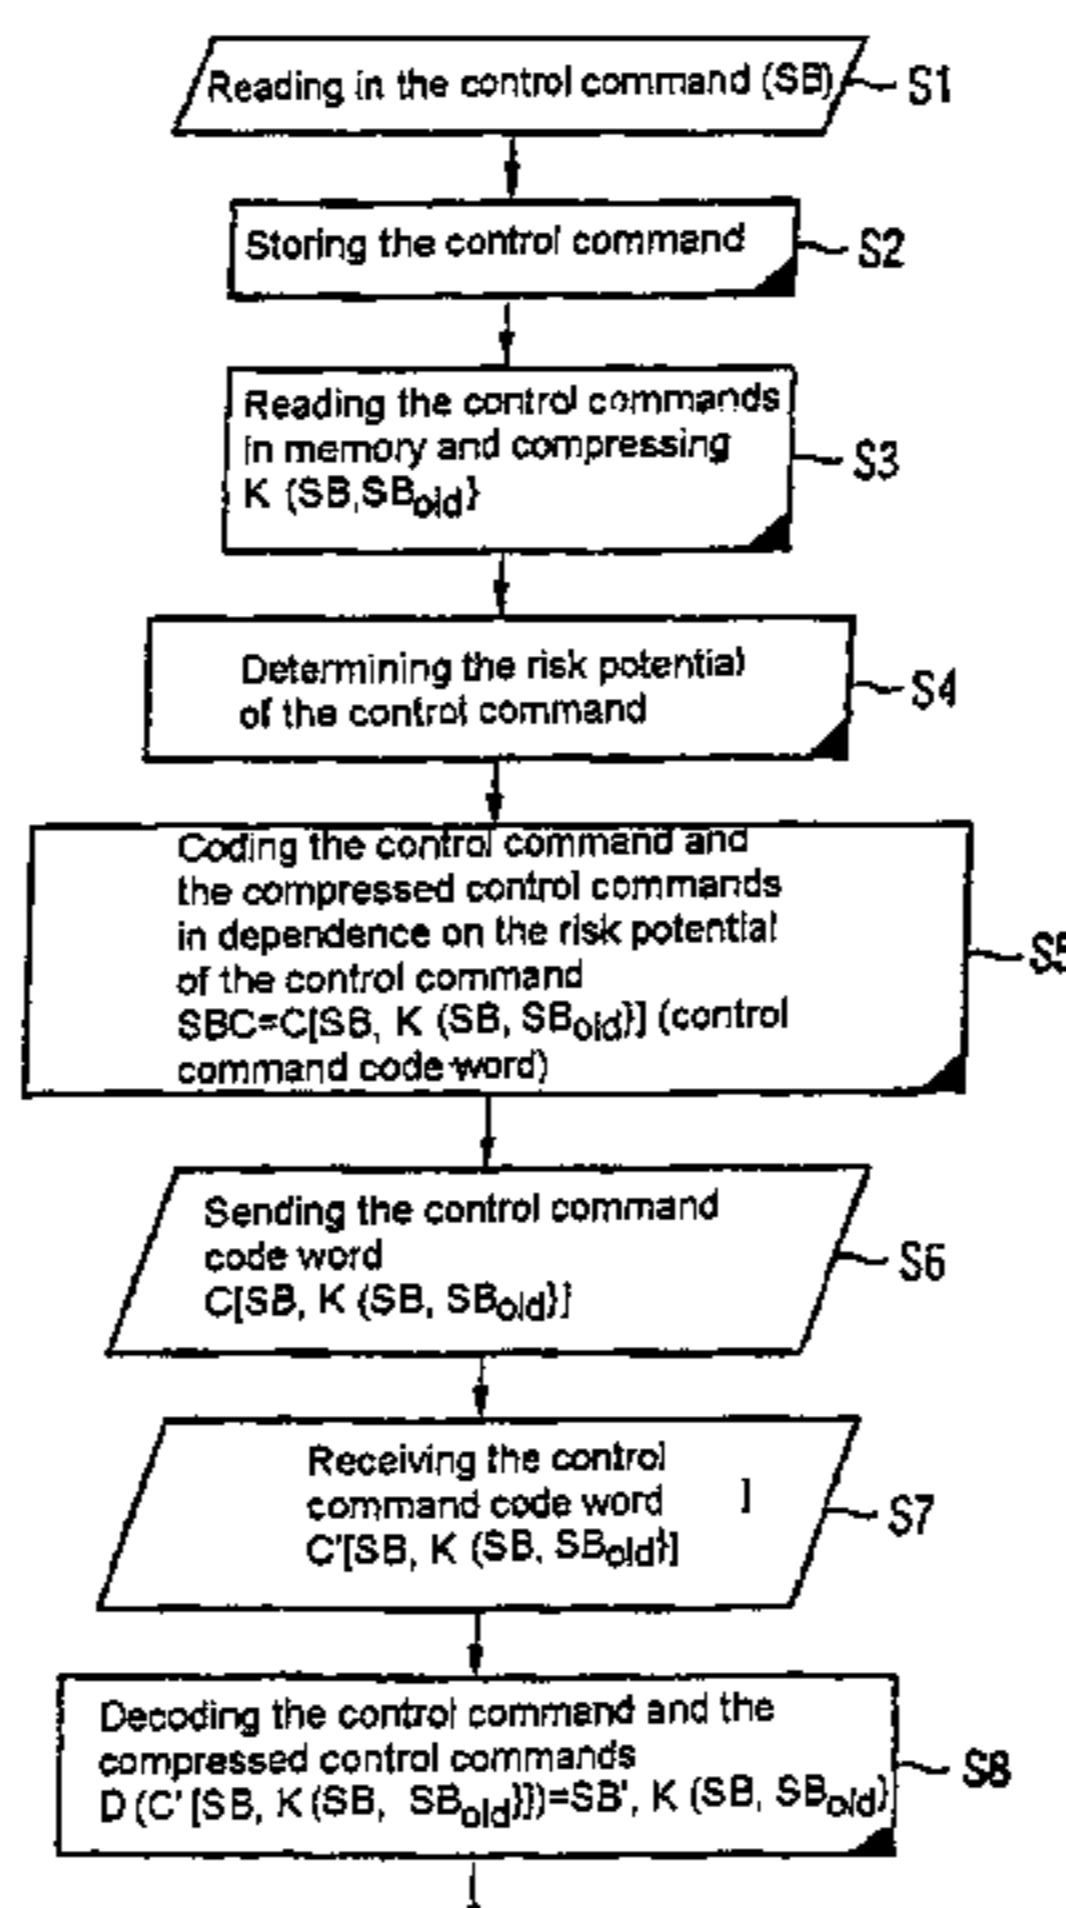 Reading in the control command (SB)
S1
Storing the control command
S2
Reading the control commands
in memory and compressing
K {SB,SBold}
S3
Determining the risk potential
of the control command
S4
Coding the control command and
the compressed control commands
in dependence on the risk potential
of the control command
SBC=C[SB, K {SB, SBold}] (control
command code word)
S5
Sending the control command
code word
C[SB, K {SB, SBold}]
S6
Receiving the control
command code word ]
C'[SB, K {SB, SBold}]
S7
Decoding the control command and the
compressed control commands
D (C' [SB, K {SB, SBold}])=SB', K {SB, SBold}
S8